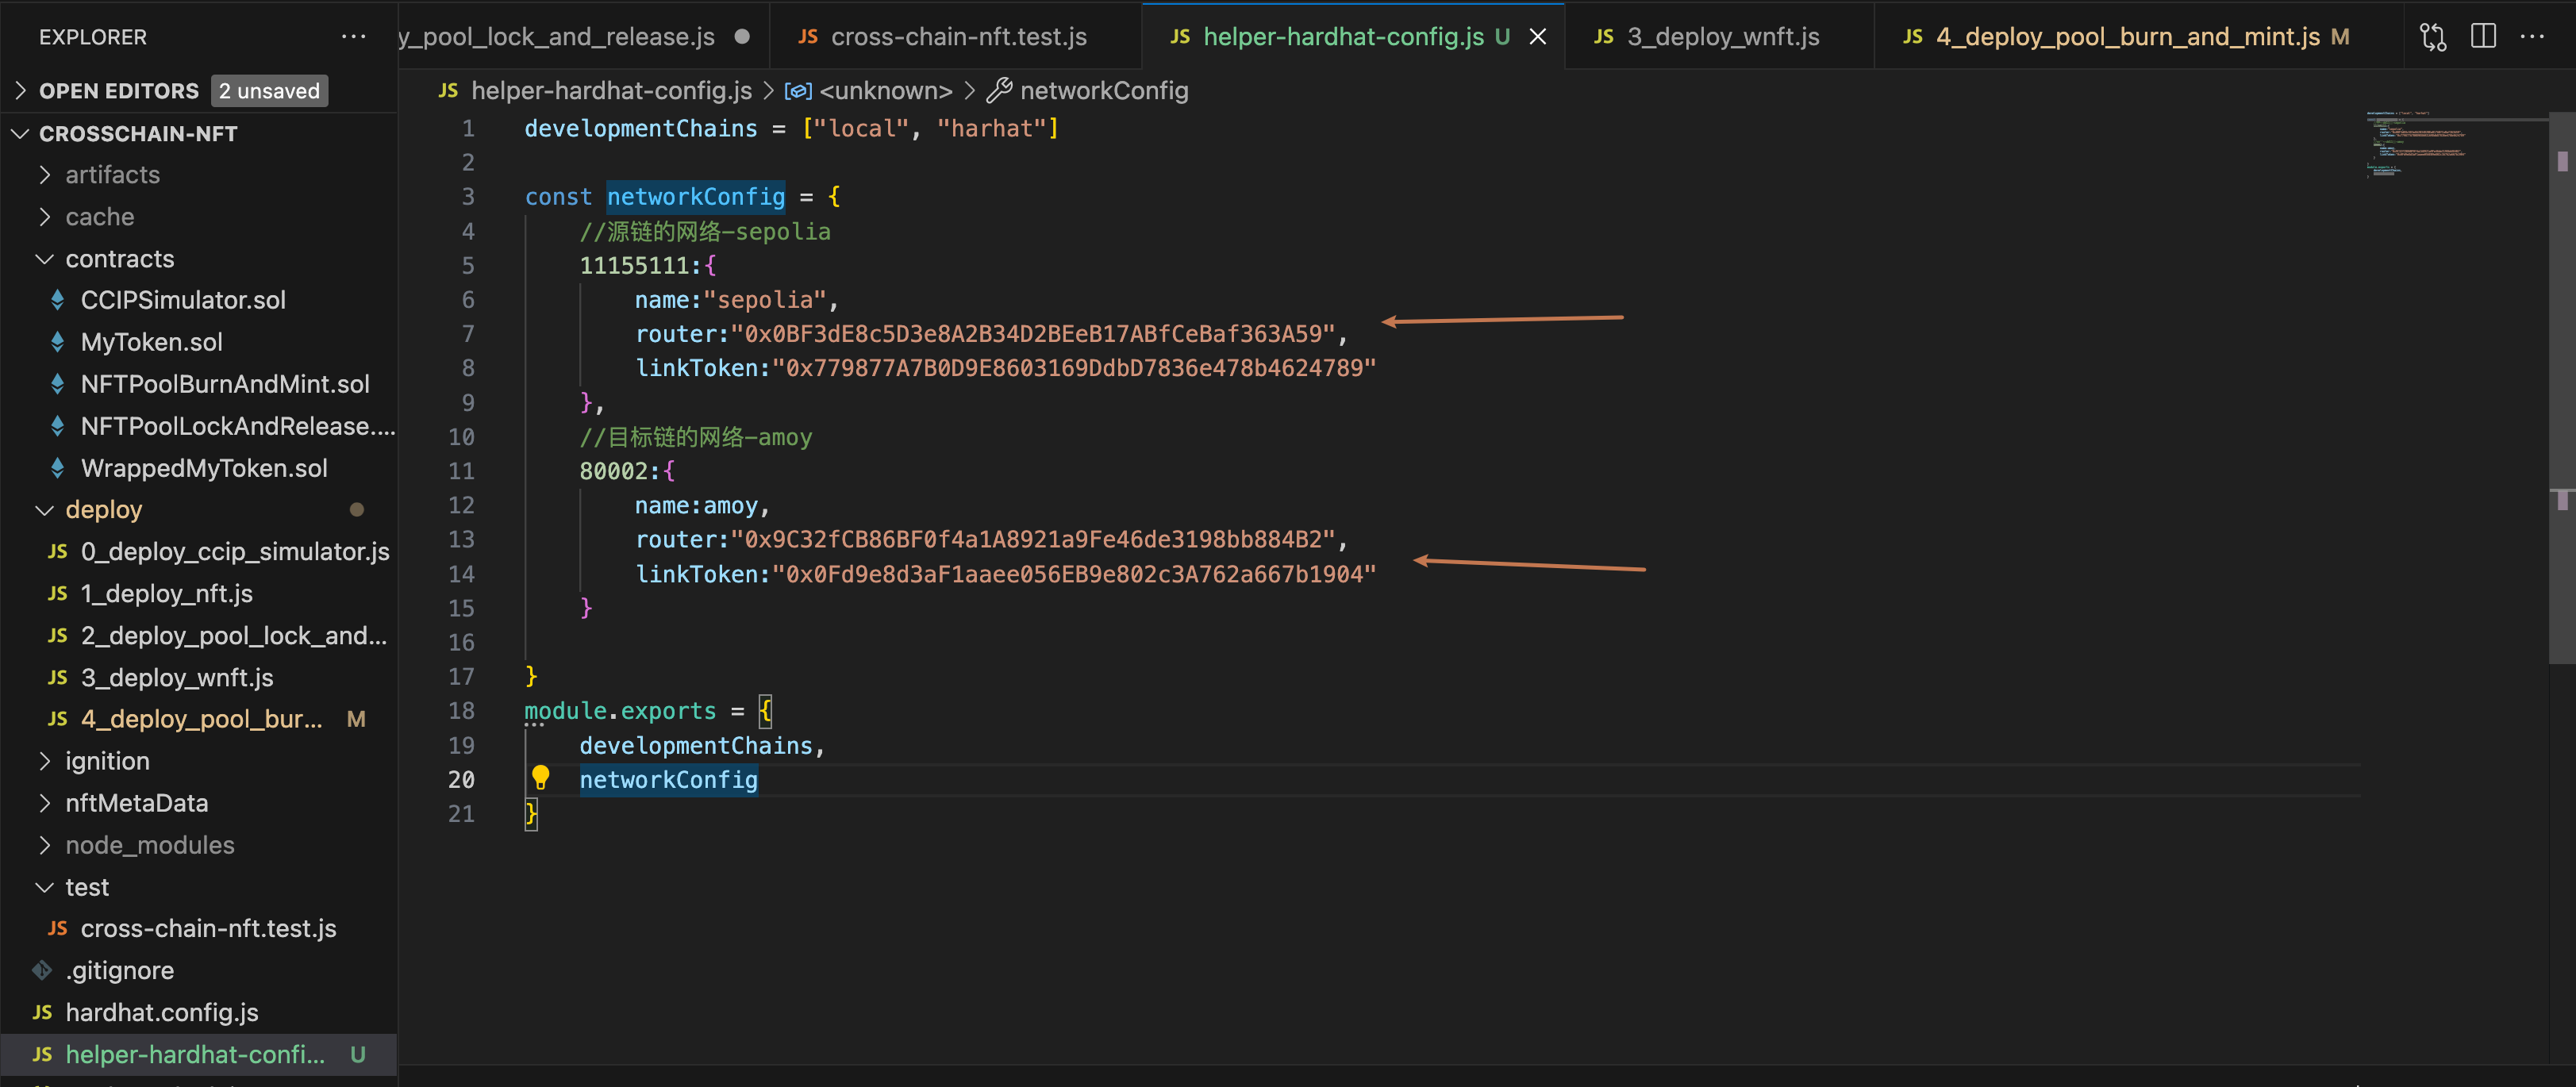 EXPLORER ...
y_pool_lock_and_release.js
JS cross-chain-nft.test.js
JS helper-hardhat-config.js U
JS 3_deploy_wnft.js
JS 4_deploy_pool_burn_and_mint.js M
OPEN EDITORS 2 unsaved
CROSSCHAIN-NFT
artifacts
cache
contracts
CCIPSimulator.sol
MyToken.sol
NFTPoolBurnAndMint.sol
NFTPoolLockAndRelease....
WrappedMyToken.sol
deploy
JS 0_deploy_ccip_simulator.js
JS 1_deploy_nft.js
JS 2_deploy_pool_lock_and...
JS 3_deploy_wnft.js
JS 4_deploy_pool_bur... M
ignition
nftMetaData
node_modules
test
JS cross-chain-nft.test.js
.gitignore
JS hardhat.config.js
JS helper-hardhat-confi... U
JS helper-hardhat-config.js > <unknown> > networkConfig
1 developmentChains = ["local", "harhat"]
2
3 const networkConfig = {
4 //源链的网络-sepolia
5 11155111:{
6 name:"sepolia",
7 router:"0x0BF3dE8c5D3e8A2B34D2BEeB17ABfCeBaf363A59",
8 linkToken:"0x779877A7B0D9E8603169DdbD7836e478b4624789"
9 },
10 //目标链的网络-amoy
11 80002:{
12 name:amoy,
13 router:"0x9C32fCB86BF0f4a1A8921a9Fe46de3198bb884B2",
14 linkToken:"0x0Fd9e8d3aF1aaee056EB9e802c3A762a667b1904"
15 }
16
17 }
18 module.exports = {
19 developmentChains,
20 networkConfig
21 }